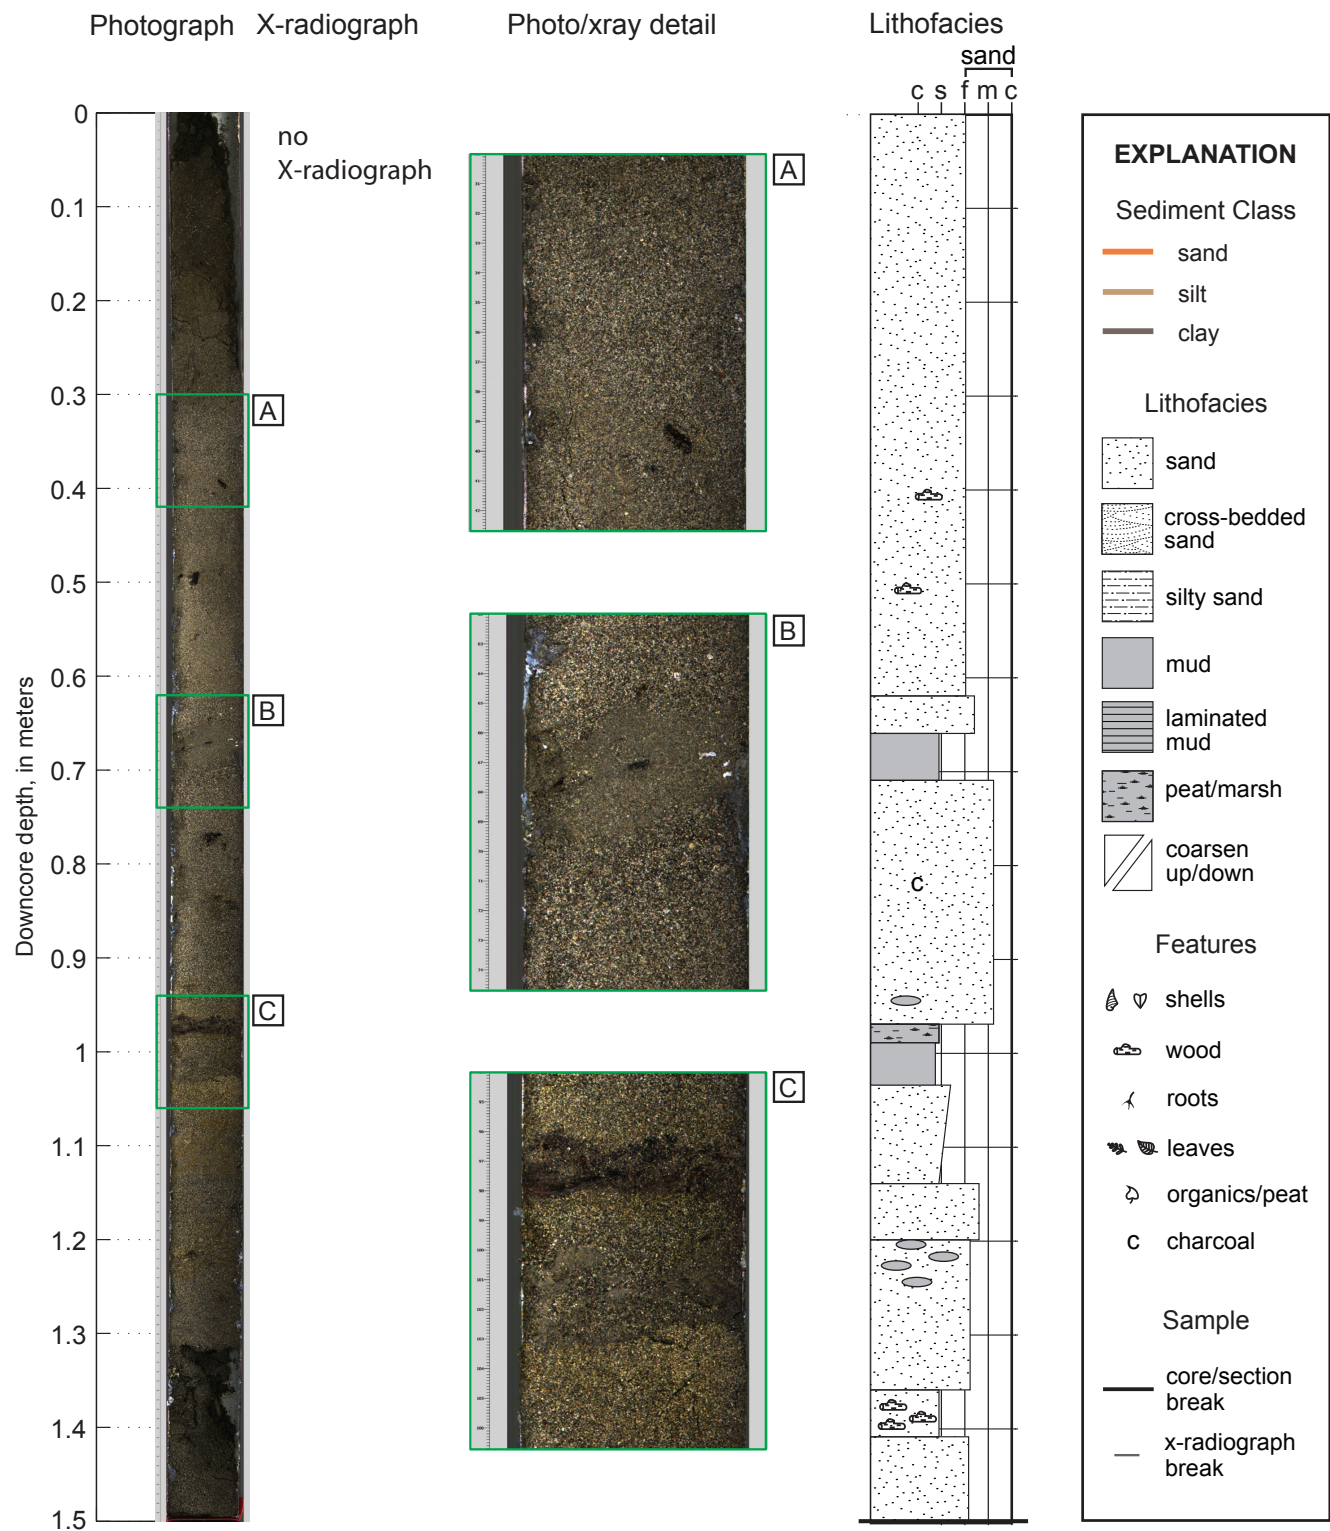 Photograph X-radiograph Photo/xray detail Lithofacies
sand
c s f m c
no
X-radiograph
Downcore depth, in meters
0
0.1
0.2
0.3
0.4
0.5
0.6
0.7
0.8
0.9
1
1.1
1.2
1.3
1.4
1.5
A
B
C
A
B
C
c
EXPLANATION
Sediment Class
sand
silt
clay
Lithofacies
sand
cross-bedded
sand
silty sand
mud
laminated
mud
peat/marsh
coarsen
up/down
Features
shells
wood
roots
leaves
organics/peat
c charcoal
Sample
core/section
break
x-radiograph
break